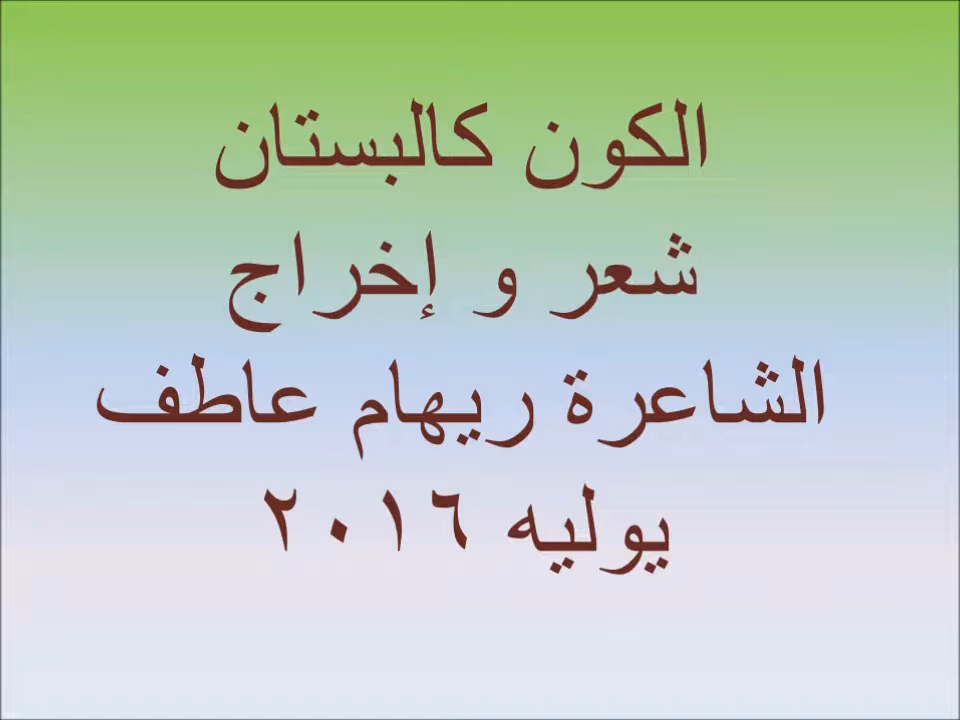 الكون كالبستان
شعر و إخراج
الشاعرة ريهام عاطف
يوليه ٢٠١٦